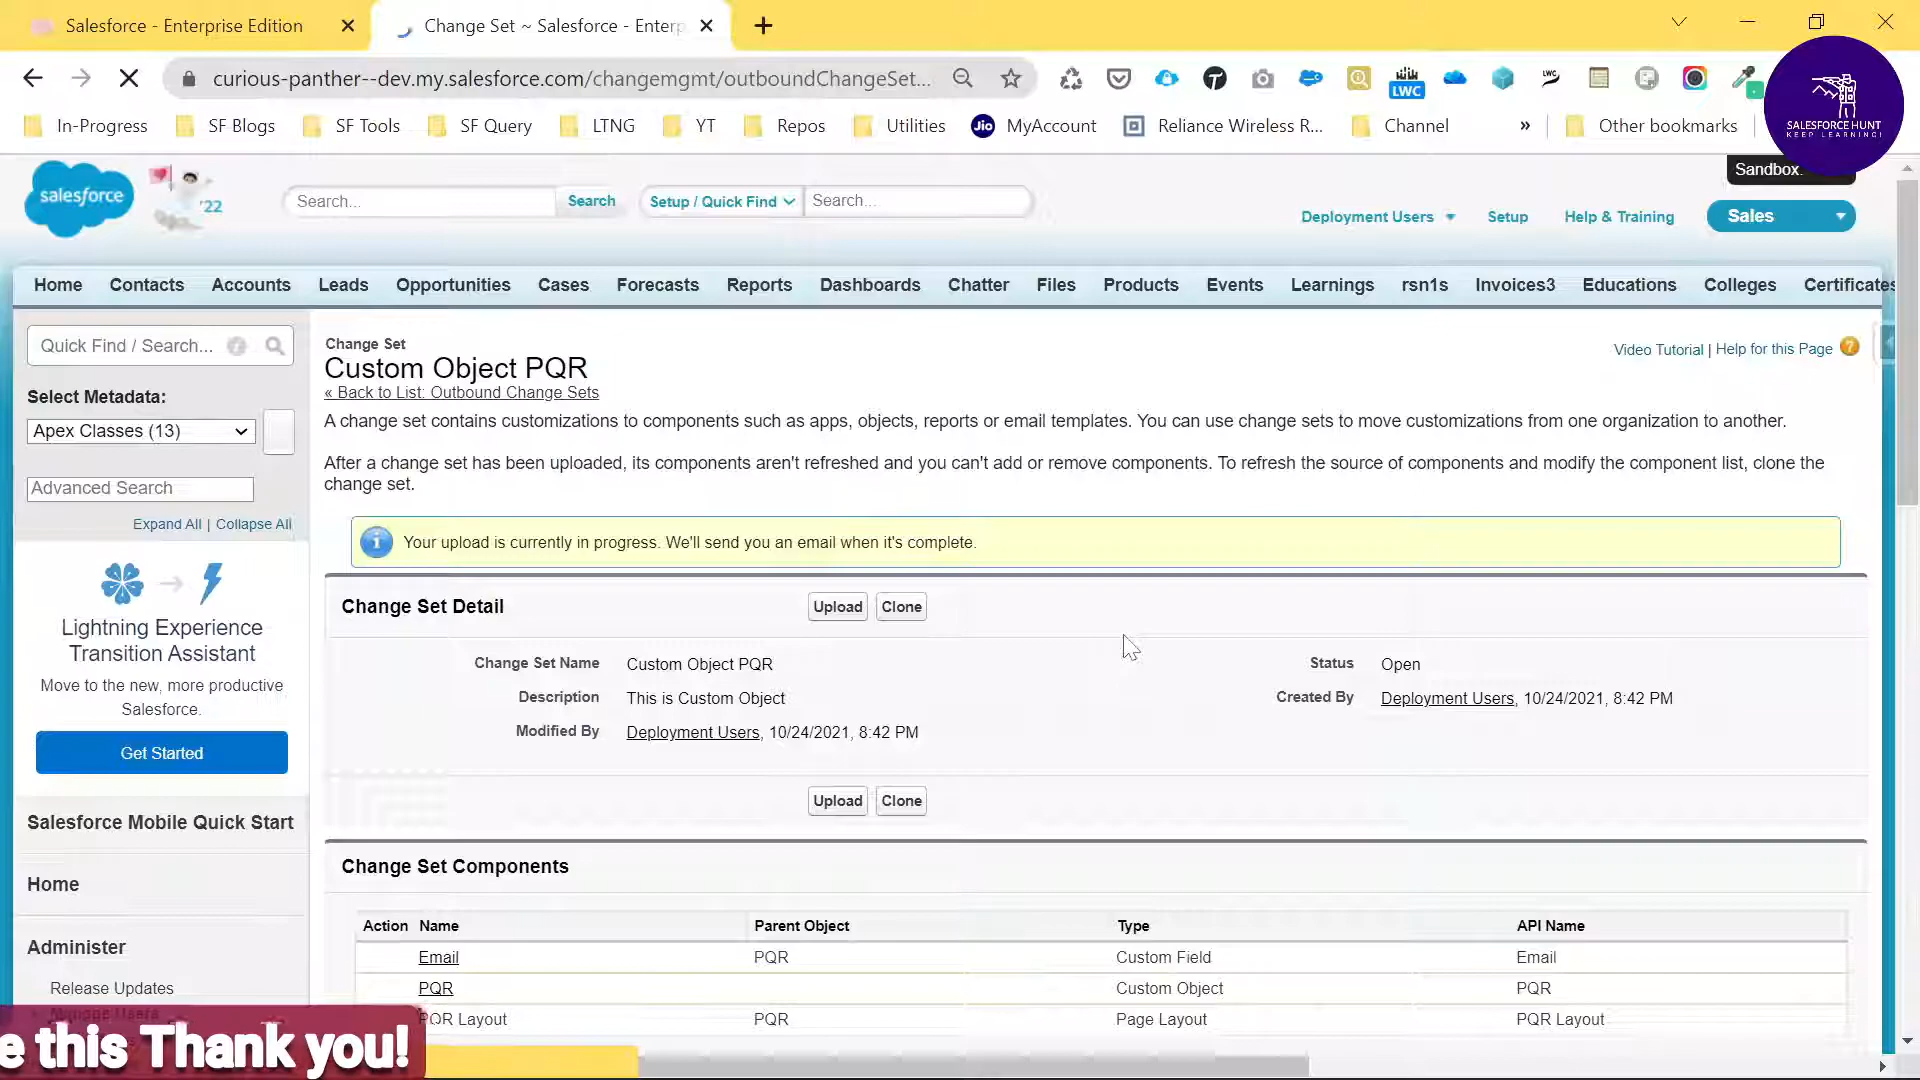 Salesforce - Enterprise Edition
Change Set ~ Salesforce - Enterp
curious-panther--dev.my.salesforce.com/changemgmt/outboundChangeSet...
LWC
LWC
In-Progress
SF Blogs
SF Tools
SF Query
LTNG
YT
Repos
Utilities
Jio
MyAccount
Reliance Wireless R...
Channel
»
Other bookmarks
SALESFORCE HUNT
KEEP LEARNING!
salesforce
'22
Search...
Search
Setup / Quick Find
Search...
Sandbox:
Deployment Users
Setup
Help & Training
Sales
Home
Contacts
Accounts
Leads
Opportunities
Cases
Forecasts
Reports
Dashboards
Chatter
Files
Products
Events
Learnings
rsn1s
Invoices3
Educations
Colleges
Certificates
Quick Find / Search...
Select Metadata:
Apex Classes (13)
Advanced Search
Expand All | Collapse All
Lightning Experience
Transition Assistant
Move to the new, more productive
Salesforce.
Get Started
Salesforce Mobile Quick Start
Home
Administer
Release Updates
Manage Users
Change Set
Custom Object PQR
« Back to List: Outbound Change Sets
Video Tutorial | Help for this Page
A change set contains customizations to components such as apps, objects, reports or email templates. You can use change sets to move customizations from one organization to another.
After a change set has been uploaded, its components aren't refreshed and you can't add or remove components. To refresh the source of components and modify the component list, clone the
change set.
Your upload is currently in progress. We'll send you an email when it's complete.
Change Set Detail
Upload
Clone
Change Set Name Custom Object PQR
Status Open
Description This is Custom Object
Created By Deployment Users, 10/24/2021, 8:42 PM
Modified By Deployment Users, 10/24/2021, 8:42 PM
Upload
Clone
Change Set Components
Action Name Parent Object Type API Name
Email PQR Custom Field Email
PQR Custom Object PQR
PQR Layout PQR Page Layout PQR Layout
e this Thank you!